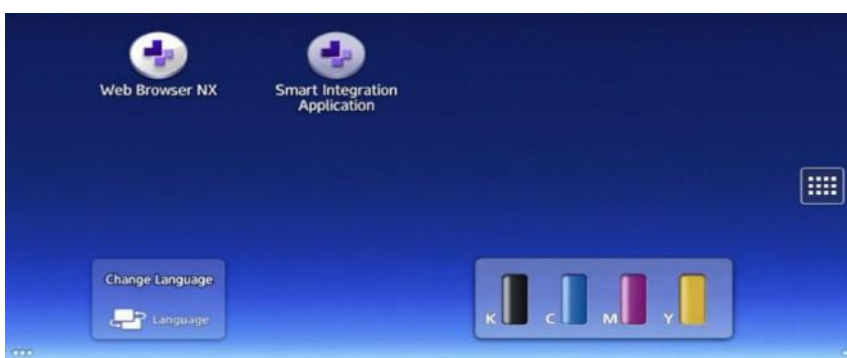 Web Browser NX
Smart Integration
Application
Change Language
Language
K C M Y